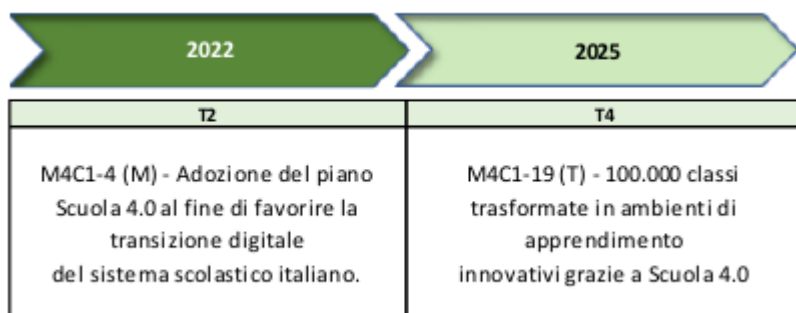 2022
2025
T2
T4
M4C1-4 (M) - Adozione del piano
Scuola 4.0 al fine di favorire la
transizione digitale
del sistema scolastico italiano.
M4C1-19 (T) - 100.000 classi
trasformate in ambienti di
apprendimento
innovativi grazie a Scuola 4.0